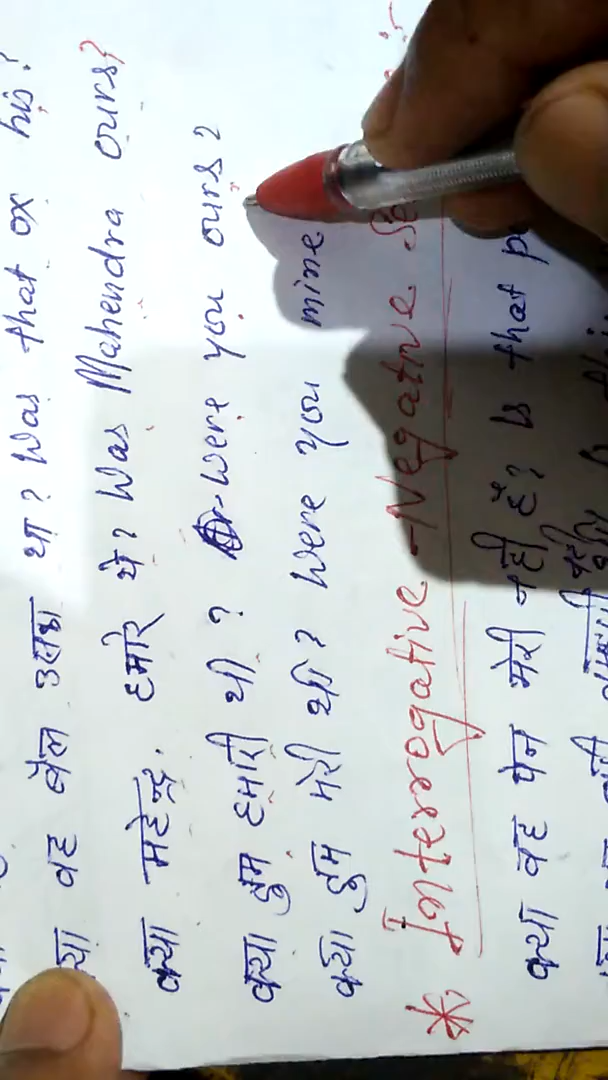 क्या वह बैल उसका था? Was that ox his?
क्या महेन्द्र हमारे थे? Was Mahendra ours?
क्या तुम हमारी थी? were you ours?
क्या तुम मेरी थी? were you mine
* Interrogative - Negative
क्या वह पेन मेरी नहीं है? Is that